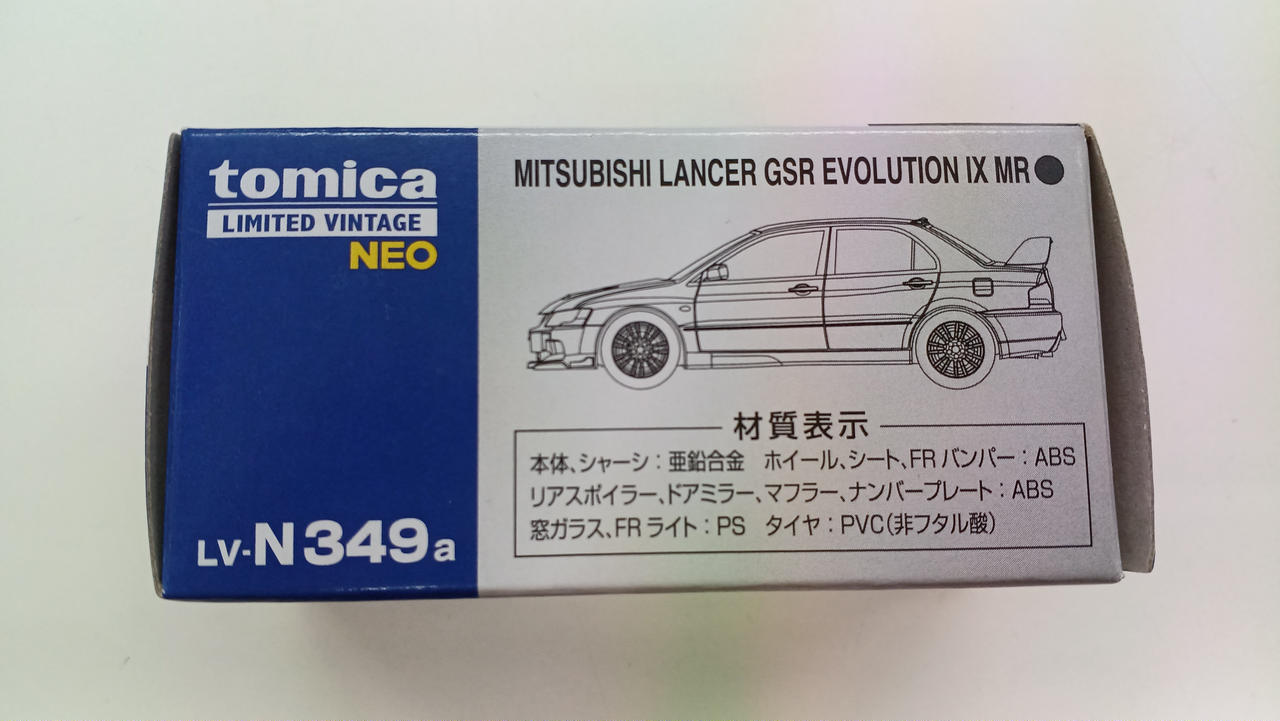 tomica
LIMITED VINTAGE
NEO
LV-N349a
MITSUBISHI LANCER GSR EVOLUTION IX MR●
材質表示
本体、シャーシ：亜鉛合金　ホイール、シート、FRバンパー：ABS
リアスポイラー、ドアミラー、マフラー、ナンバープレート：ABS
窓ガラス、FRライト：PS　タイヤ：PVC（非フタル酸）